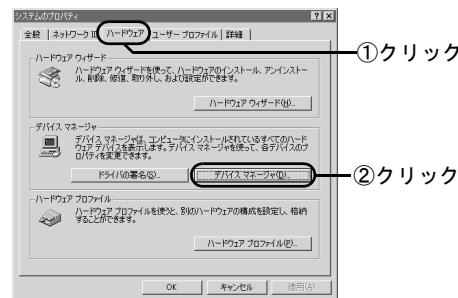 システムのプロパティ
全般 ネットワーク ID ハードウェア ユーザー プロファイル 詳細
ハードウェア ウィザード
ハードウェア ウィザードを使って、ハードウェアのインストール、アンインストー
ル、削除、修復、取り外し、および設定ができます。
ハードウェア ウィザード(H)...
デバイス マネージャ
デバイス マネージャは、コンピュータにインストールされているすべてのハード
ウェア デバイスを表示します。デバイス マネージャを使って、各デバイスのプ
ロパティを変更できます。
ドライバの署名(S)...
デバイス マネージャ(D)...
ハードウェア プロファイル
ハードウェア プロファイルを使うと、別のハードウェアの構成を設定し、格納
することができます。
ハードウェア プロファイル(P)...
OK キャンセル 適用(A)
①クリック
②クリック